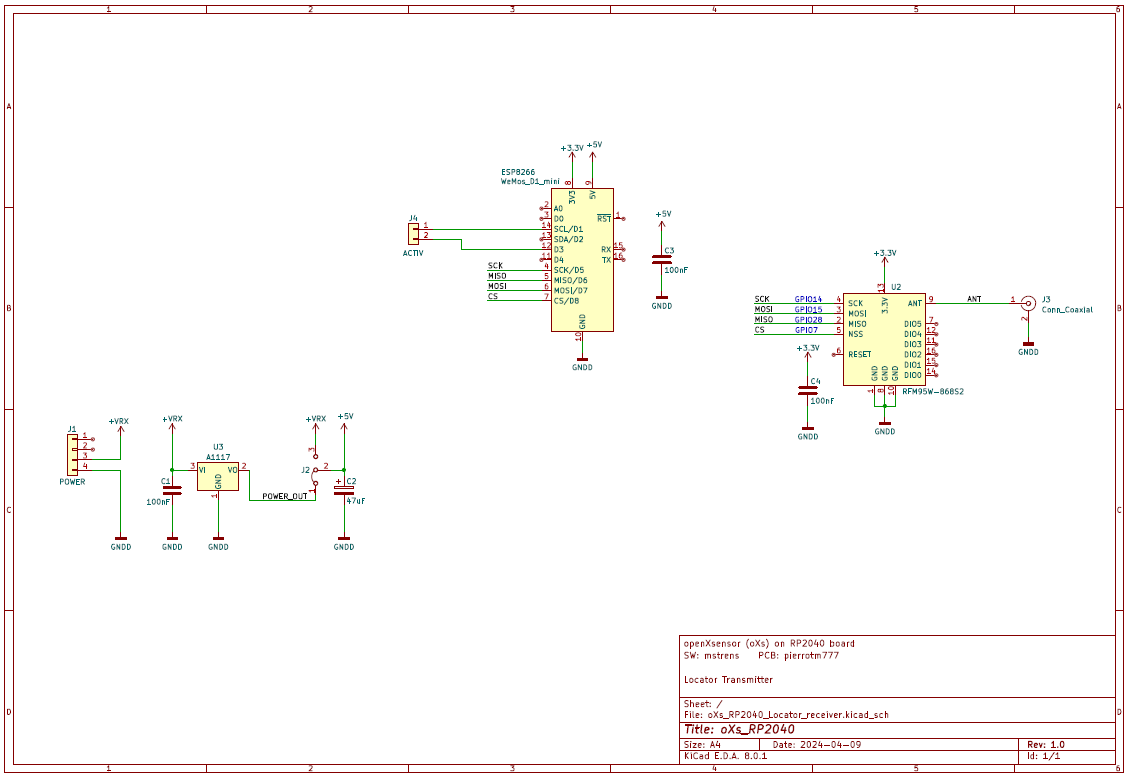 1 2 3 4 5 6
A A
B B
C C
D D
1 2 3 4 5 6
ESP8266
WeMos_D1_mini
+3.3V +5V
8 9
3V3 5V
2 A0
3 D0
14 SCL/D1
13 SDA/D2
12 D3
11 D4
4 SCK/D5
5 MISO/D6
6 MOSI/D7
7 CS/D8
RST 1
RX 15
TX 16
GND
10
GNDD
SCK
MISO
MOSI
CS
J4
1
2
ACTIV
+5V
C3
100nF
GNDD
+3.3V
13
U2
3.3V
SCK GPIO14 4 SCK
MOSI GPIO15 3 MOSI
MISO GPIO28 2 MISO
CS GPIO7 5 NSS
6 RESET
ANT 9
DIO5 7
DIO4 12
DIO3 11
DIO2 16
DIO1 15
DIO0 14
GND GND GND
1 8 10
RFM95W-868S2
GNDD
ANT
1 J3
Conn_Coaxial
2
GNDD
+3.3V
C4
100nF
GNDD
J1
1
2
3
4
POWER
+VRX
GNDD
+VRX
C1
100nF
GNDD
U3
A1117
3 VI VO 2
GND
1
GNDD
POWER_OUT
+VRX
3
J2 2
1
+5V
+ C2
47uF
GNDD
openXsensor (oXs) on RP2040 board
SW: mstrens PCB: pierrotm777
Locator Transmitter
Sheet: /
File: oXs_RP2040_Locator_receiver.kicad_sch
Title: oXs_RP2040
Size: A4 Date: 2024-04-09 Rev: 1.0
KiCad E.D.A. 8.0.1 Id: 1/1